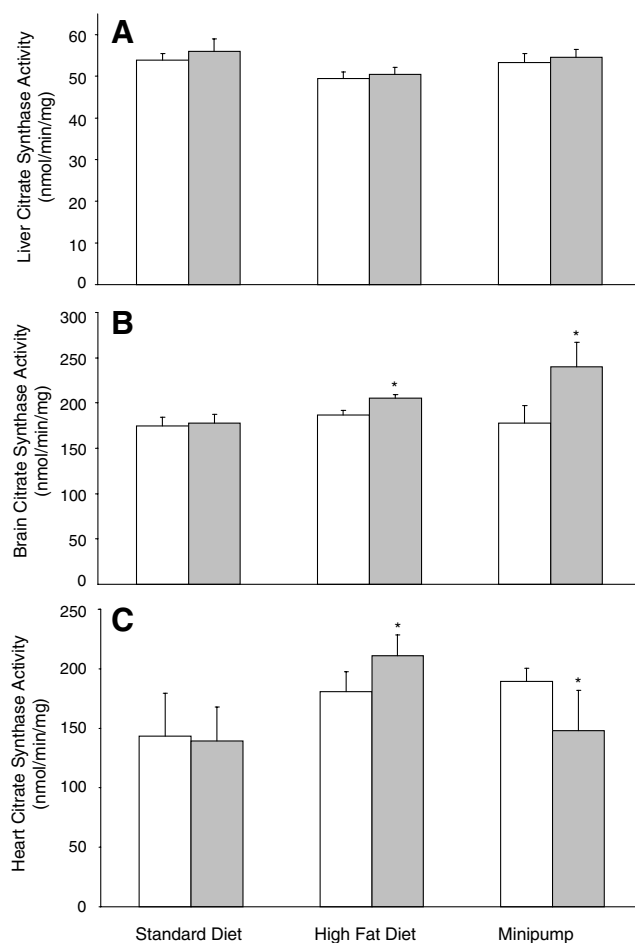 A
Liver Citrate Synthase Activity
(nmol/min/mg)
60
50
40
30
20
10
0
B
Brain Citrate Synthase Activity
(nmol/min/mg)
300
250
200
150
100
50
0
*
*
C
Heart Citrate Synthase Activity
(nmol/min/mg)
250
200
150
100
50
0
*
*
Standard Diet High Fat Diet Minipump